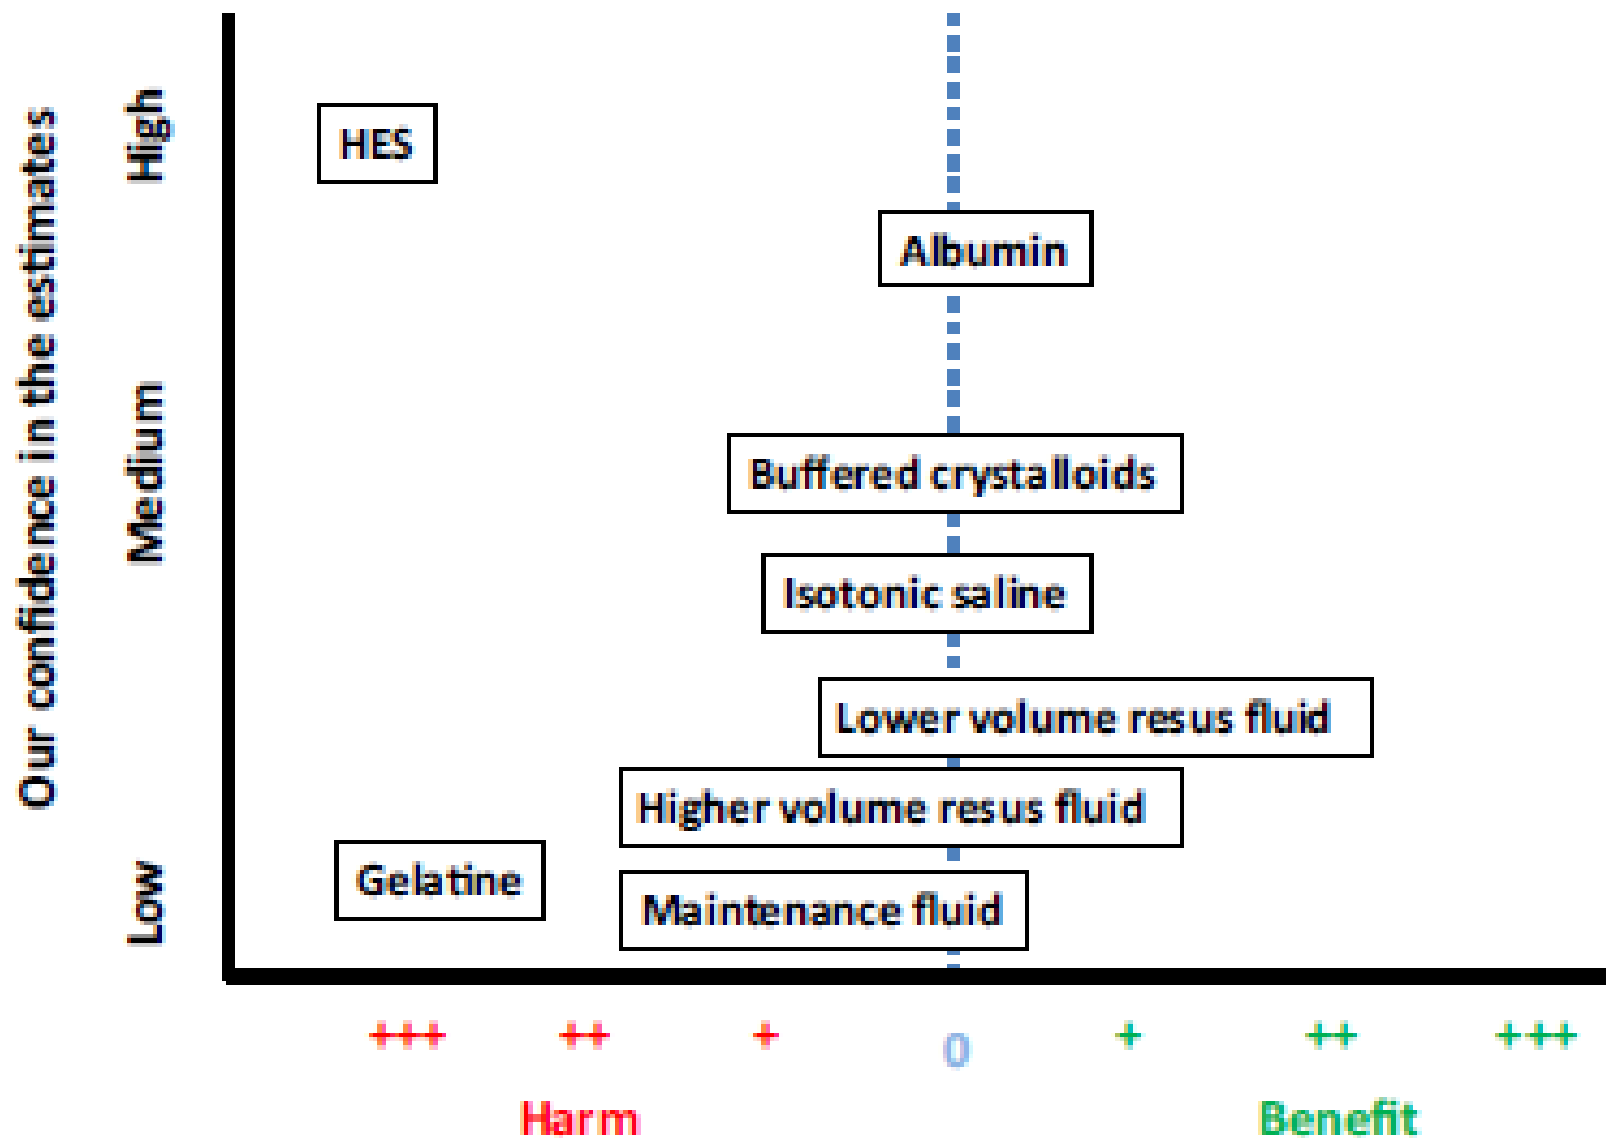 Our confidence in the estimates
High
Medium
Low
HES
Albumin
Buffered crystalloids
Isotonic saline
Lower volume resus fluid
Higher volume resus fluid
Gelatine
Maintenance fluid
+++ ++ + 0 + ++ +++
Harm Benefit